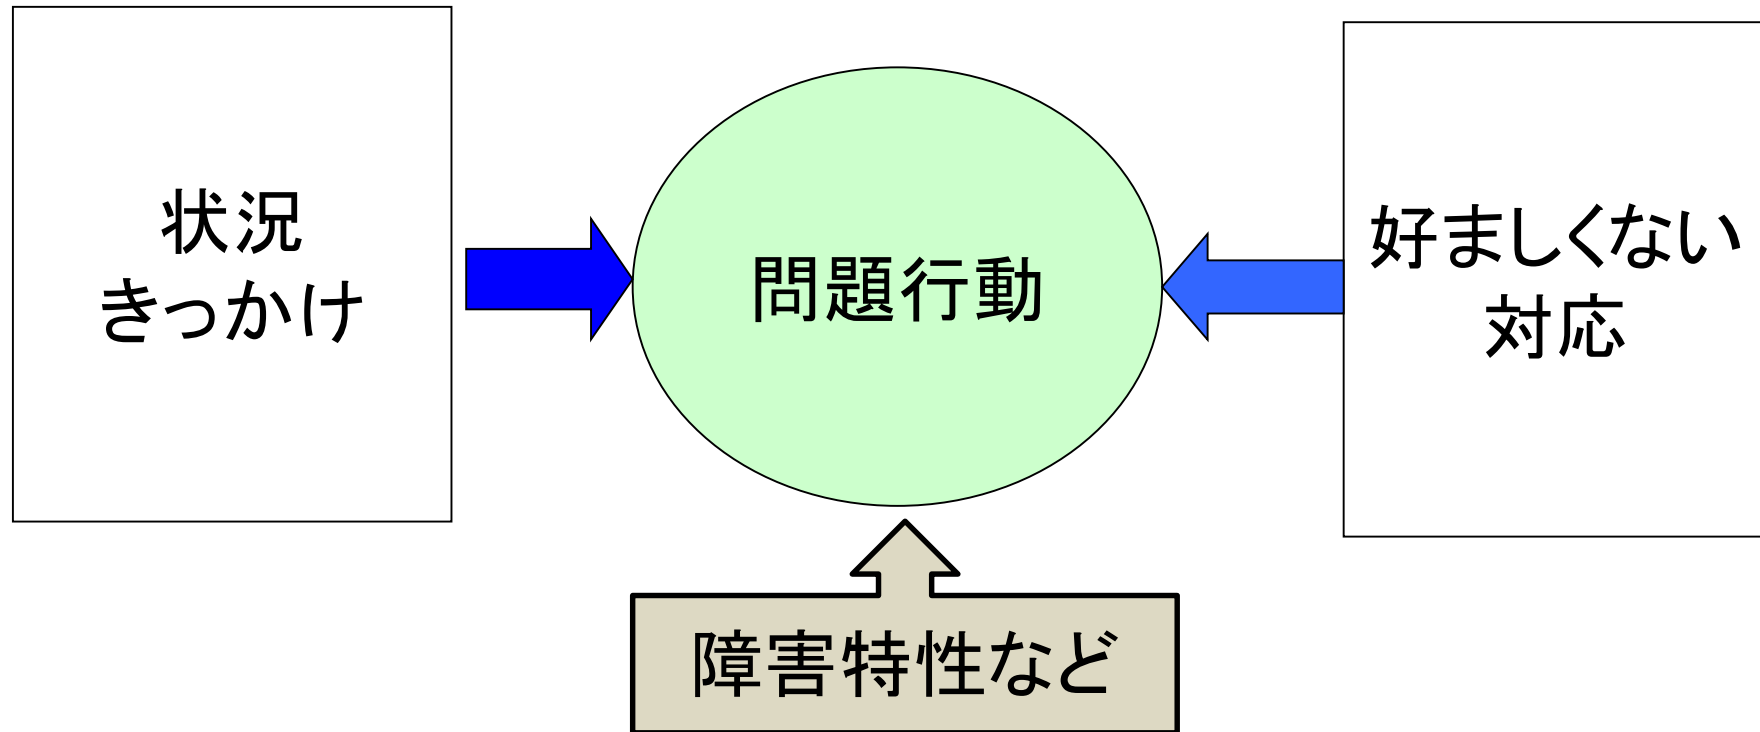 状況
きっかけ
問題行動
好ましくない
対応
障害特性など